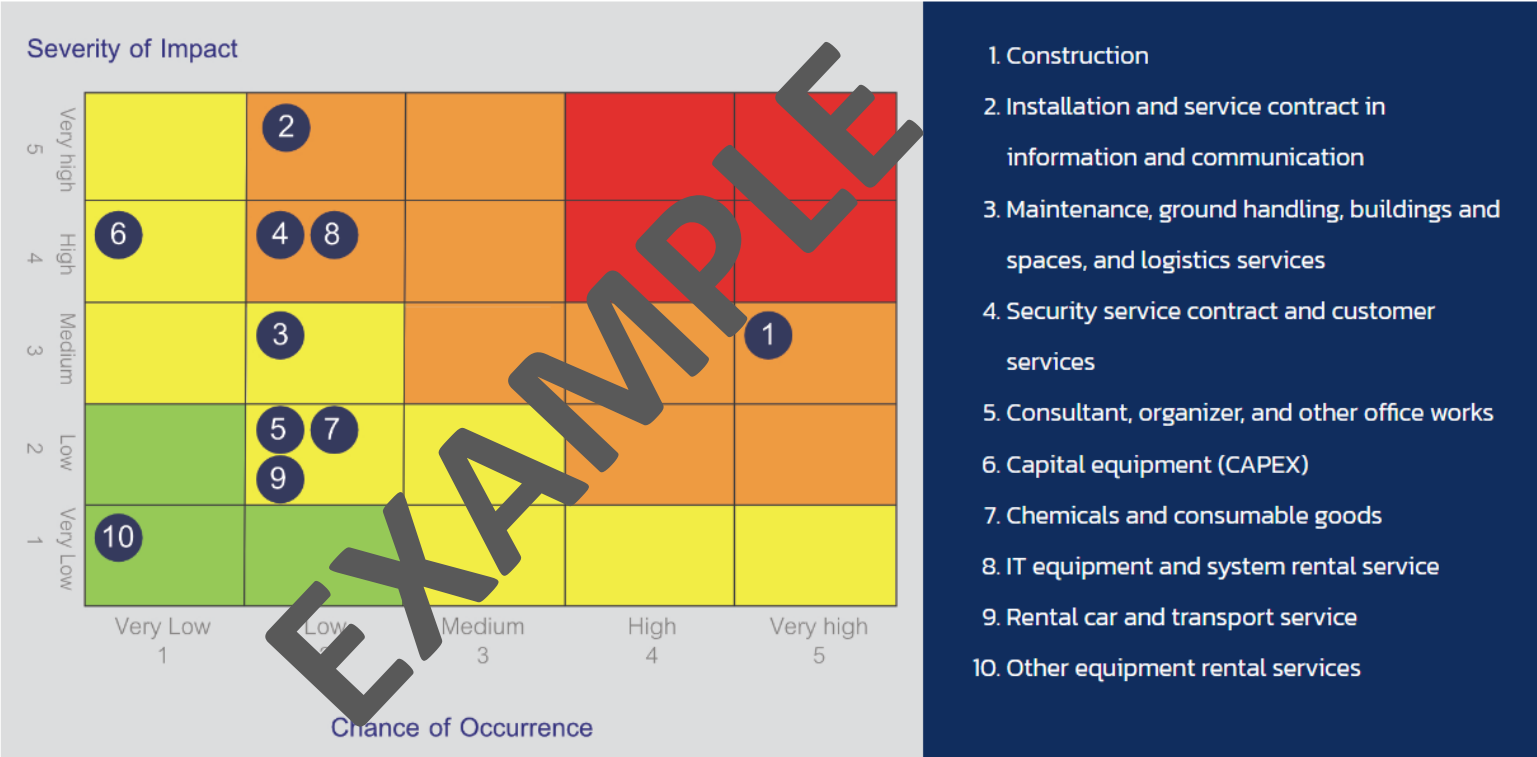 Severity of Impact
Very high
5
High
4
Medium
3
Low
2
Very Low
1
2
6
4 8
3
1
5 7
9
10
Very Low
1
Low
2
Medium
3
High
4
Very high
5
Chance of Occurrence
EXAMPLE
1. Construction
2. Installation and service contract in
information and communication
3. Maintenance, ground handling, buildings and
spaces, and logistics services
4. Security service contract and customer
services
5. Consultant, organizer, and other office works
6. Capital equipment (CAPEX)
7. Chemicals and consumable goods
8. IT equipment and system rental service
9. Rental car and transport service
10. Other equipment rental services